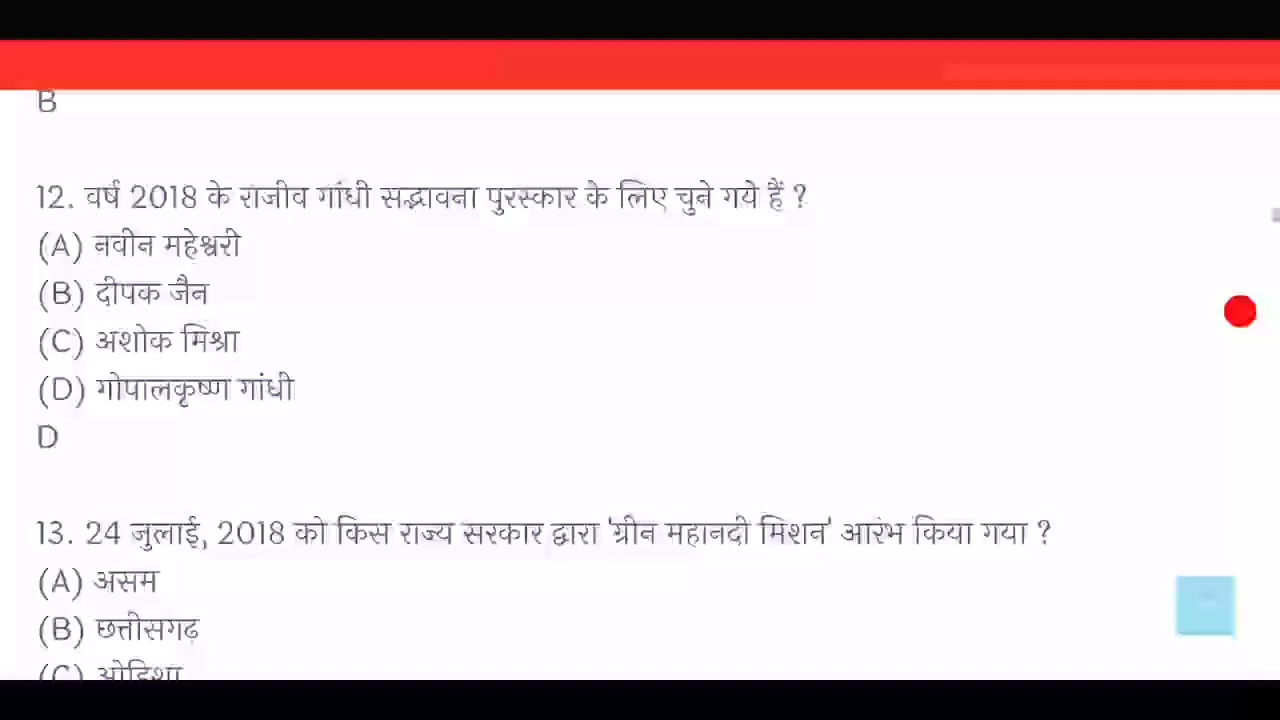 B
12. वर्ष 2018 के राजीव गांधी सद्भावना पुरस्कार के लिए चुने गये हैं ?
(A) नवीन महेश्वरी
(B) दीपक जैन
(C) अशोक मिश्रा
(D) गोपालकृष्ण गांधी
D
13. 24 जुलाई, 2018 को किस राज्य सरकार द्वारा 'ग्रीन महानदी मिशन' आरंभ किया गया ?
(A) असम
(B) छत्तीसगढ़
(C) ओडिशा